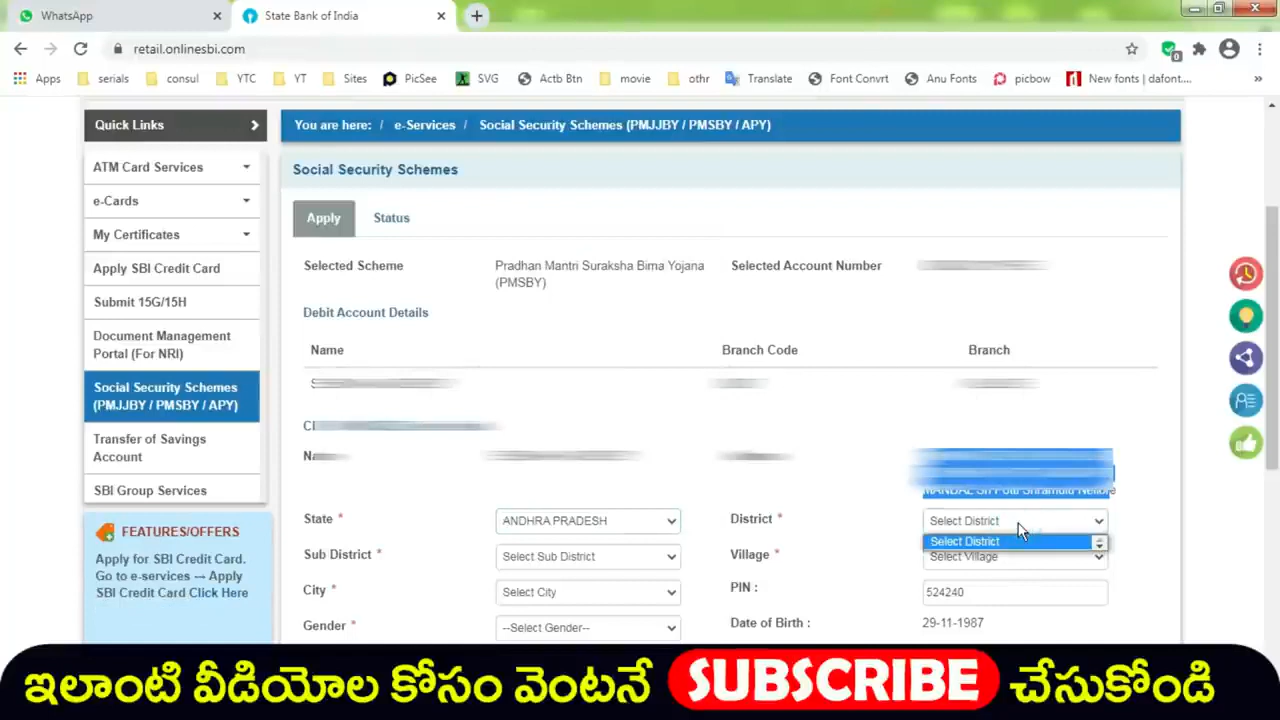 WhatsApp
State Bank of India
retail.onlinesbi.com
Apps serials consul YTC YT Sites PicSee SVG Actb Btn movie othr Translate Font Convrt Anu Fonts picbow New fonts | dafont....
Quick Links
ATM Card Services
e-Cards
My Certificates
Apply SBI Credit Card
Submit 15G/15H
Document Management
Portal (For NRI)
Social Security Schemes
(PMJJBY / PMSBY / APY)
Transfer of Savings
Account
SBI Group Services
FEATURES/OFFERS
Apply for SBI Credit Card.
Go to e-services -- Apply
SBI Credit Card Click Here
You are here: / e-Services / Social Security Schemes (PMJJBY / PMSBY / APY)
Social Security Schemes
Apply Status
Selected Scheme Pradhan Mantri Suraksha Bima Yojana Selected Account Number
(PMSBY)
Debit Account Details
Name Branch Code Branch
MANDAL Sri Potti Shramulu Nellore
State * ANDHRA PRADESH District * Select District
Select District
Sub District * Select Sub District Village * Select Village
City * Select City PIN : 524240
Gender * --Select Gender-- Date of Birth : 29-11-1987
ఇలాంటి వీడియోల కోసం వెంటనే SUBSCRIBE చేసుకోండి